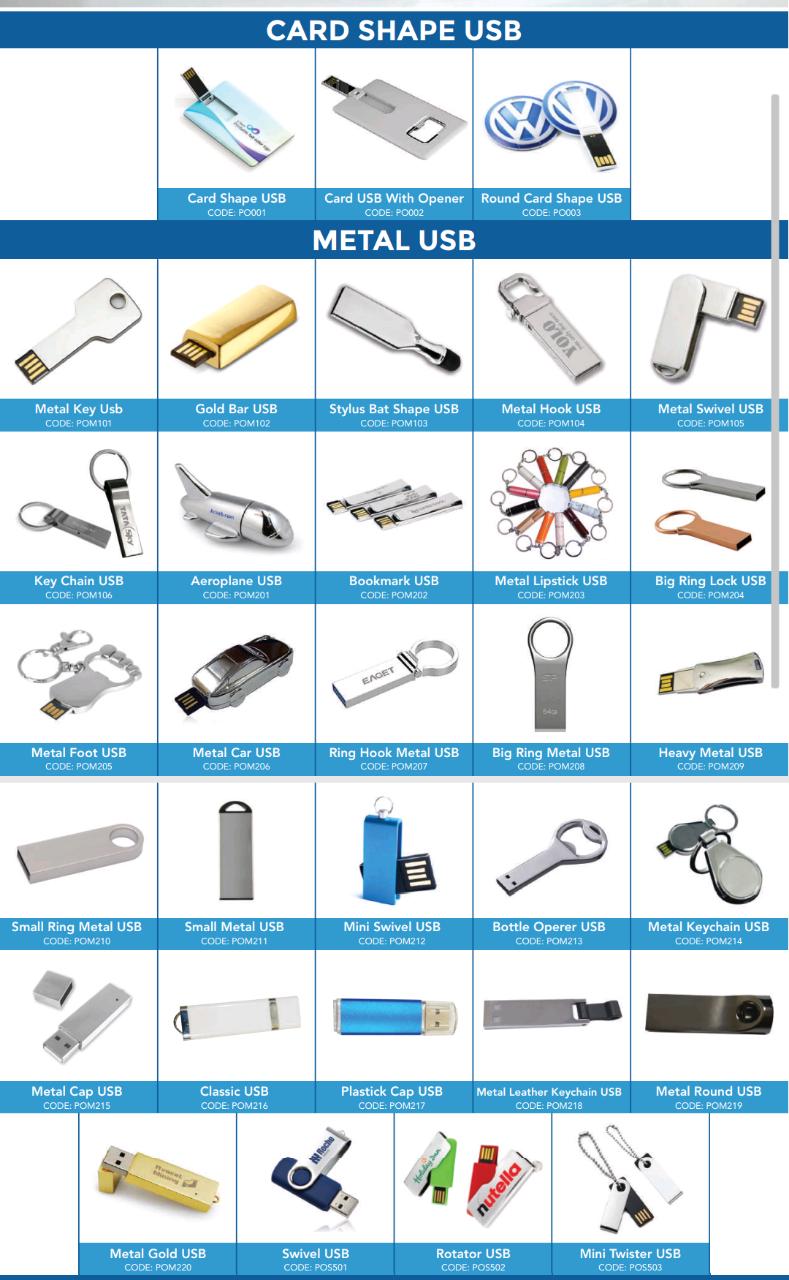 CARD SHAPE USB
Card Shape USB
CODE: PO001
Card USB With Opener
CODE: PO002
Round Card Shape USB
CODE: PO003
METAL USB
YOLO
Metal Key Usb
CODE: POM101
Gold Bar USB
CODE: POM102
Stylus Bat Shape USB
CODE: POM103
Metal Hook USB
CODE: POM104
Metal Swivel USB
CODE: POM105
TATA SKY
Key Chain USB
CODE: POM106
Aeroplane USB
CODE: POM201
Bookmark USB
CODE: POM202
Metal Lipstick USB
CODE: POM203
Big Ring Lock USB
CODE: POM204
EAGET
64G
Metal Foot USB
CODE: POM205
Metal Car USB
CODE: POM206
Ring Hook Metal USB
CODE: POM207
Big Ring Metal USB
CODE: POM208
Heavy Metal USB
CODE: POM209
Small Ring Metal USB
CODE: POM210
Small Metal USB
CODE: POM211
Mini Swivel USB
CODE: POM212
Bottle Operer USB
CODE: POM213
Metal Keychain USB
CODE: POM214
Metal Cap USB
CODE: POM215
Classic USB
CODE: POM216
Plastick Cap USB
CODE: POM217
Metal Leather Keychain USB
CODE: POM218
Metal Round USB
CODE: POM219
Roche
Holiday Inn
nutella
Metal Gold USB
CODE: POM220
Swivel USB
CODE: POS501
Rotator USB
CODE: POS502
Mini Twister USB
CODE: POS503